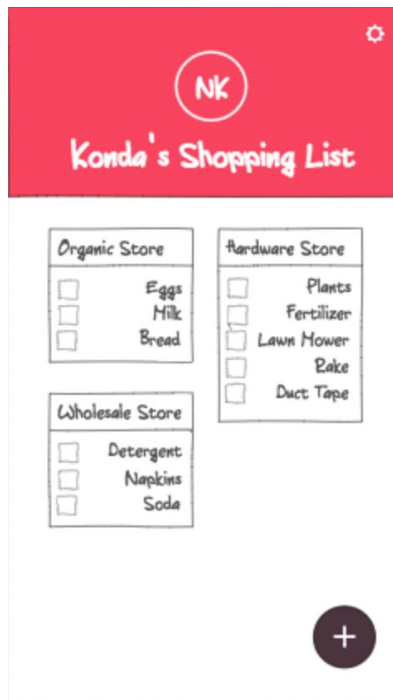 NK
Konda's Shopping List
Organic Store
Eggs
Milk
Bread
Hardware Store
Plants
Fertilizer
Lawn Mower
Rake
Duct Tape
Wholesale Store
Detergent
Napkins
Soda
+